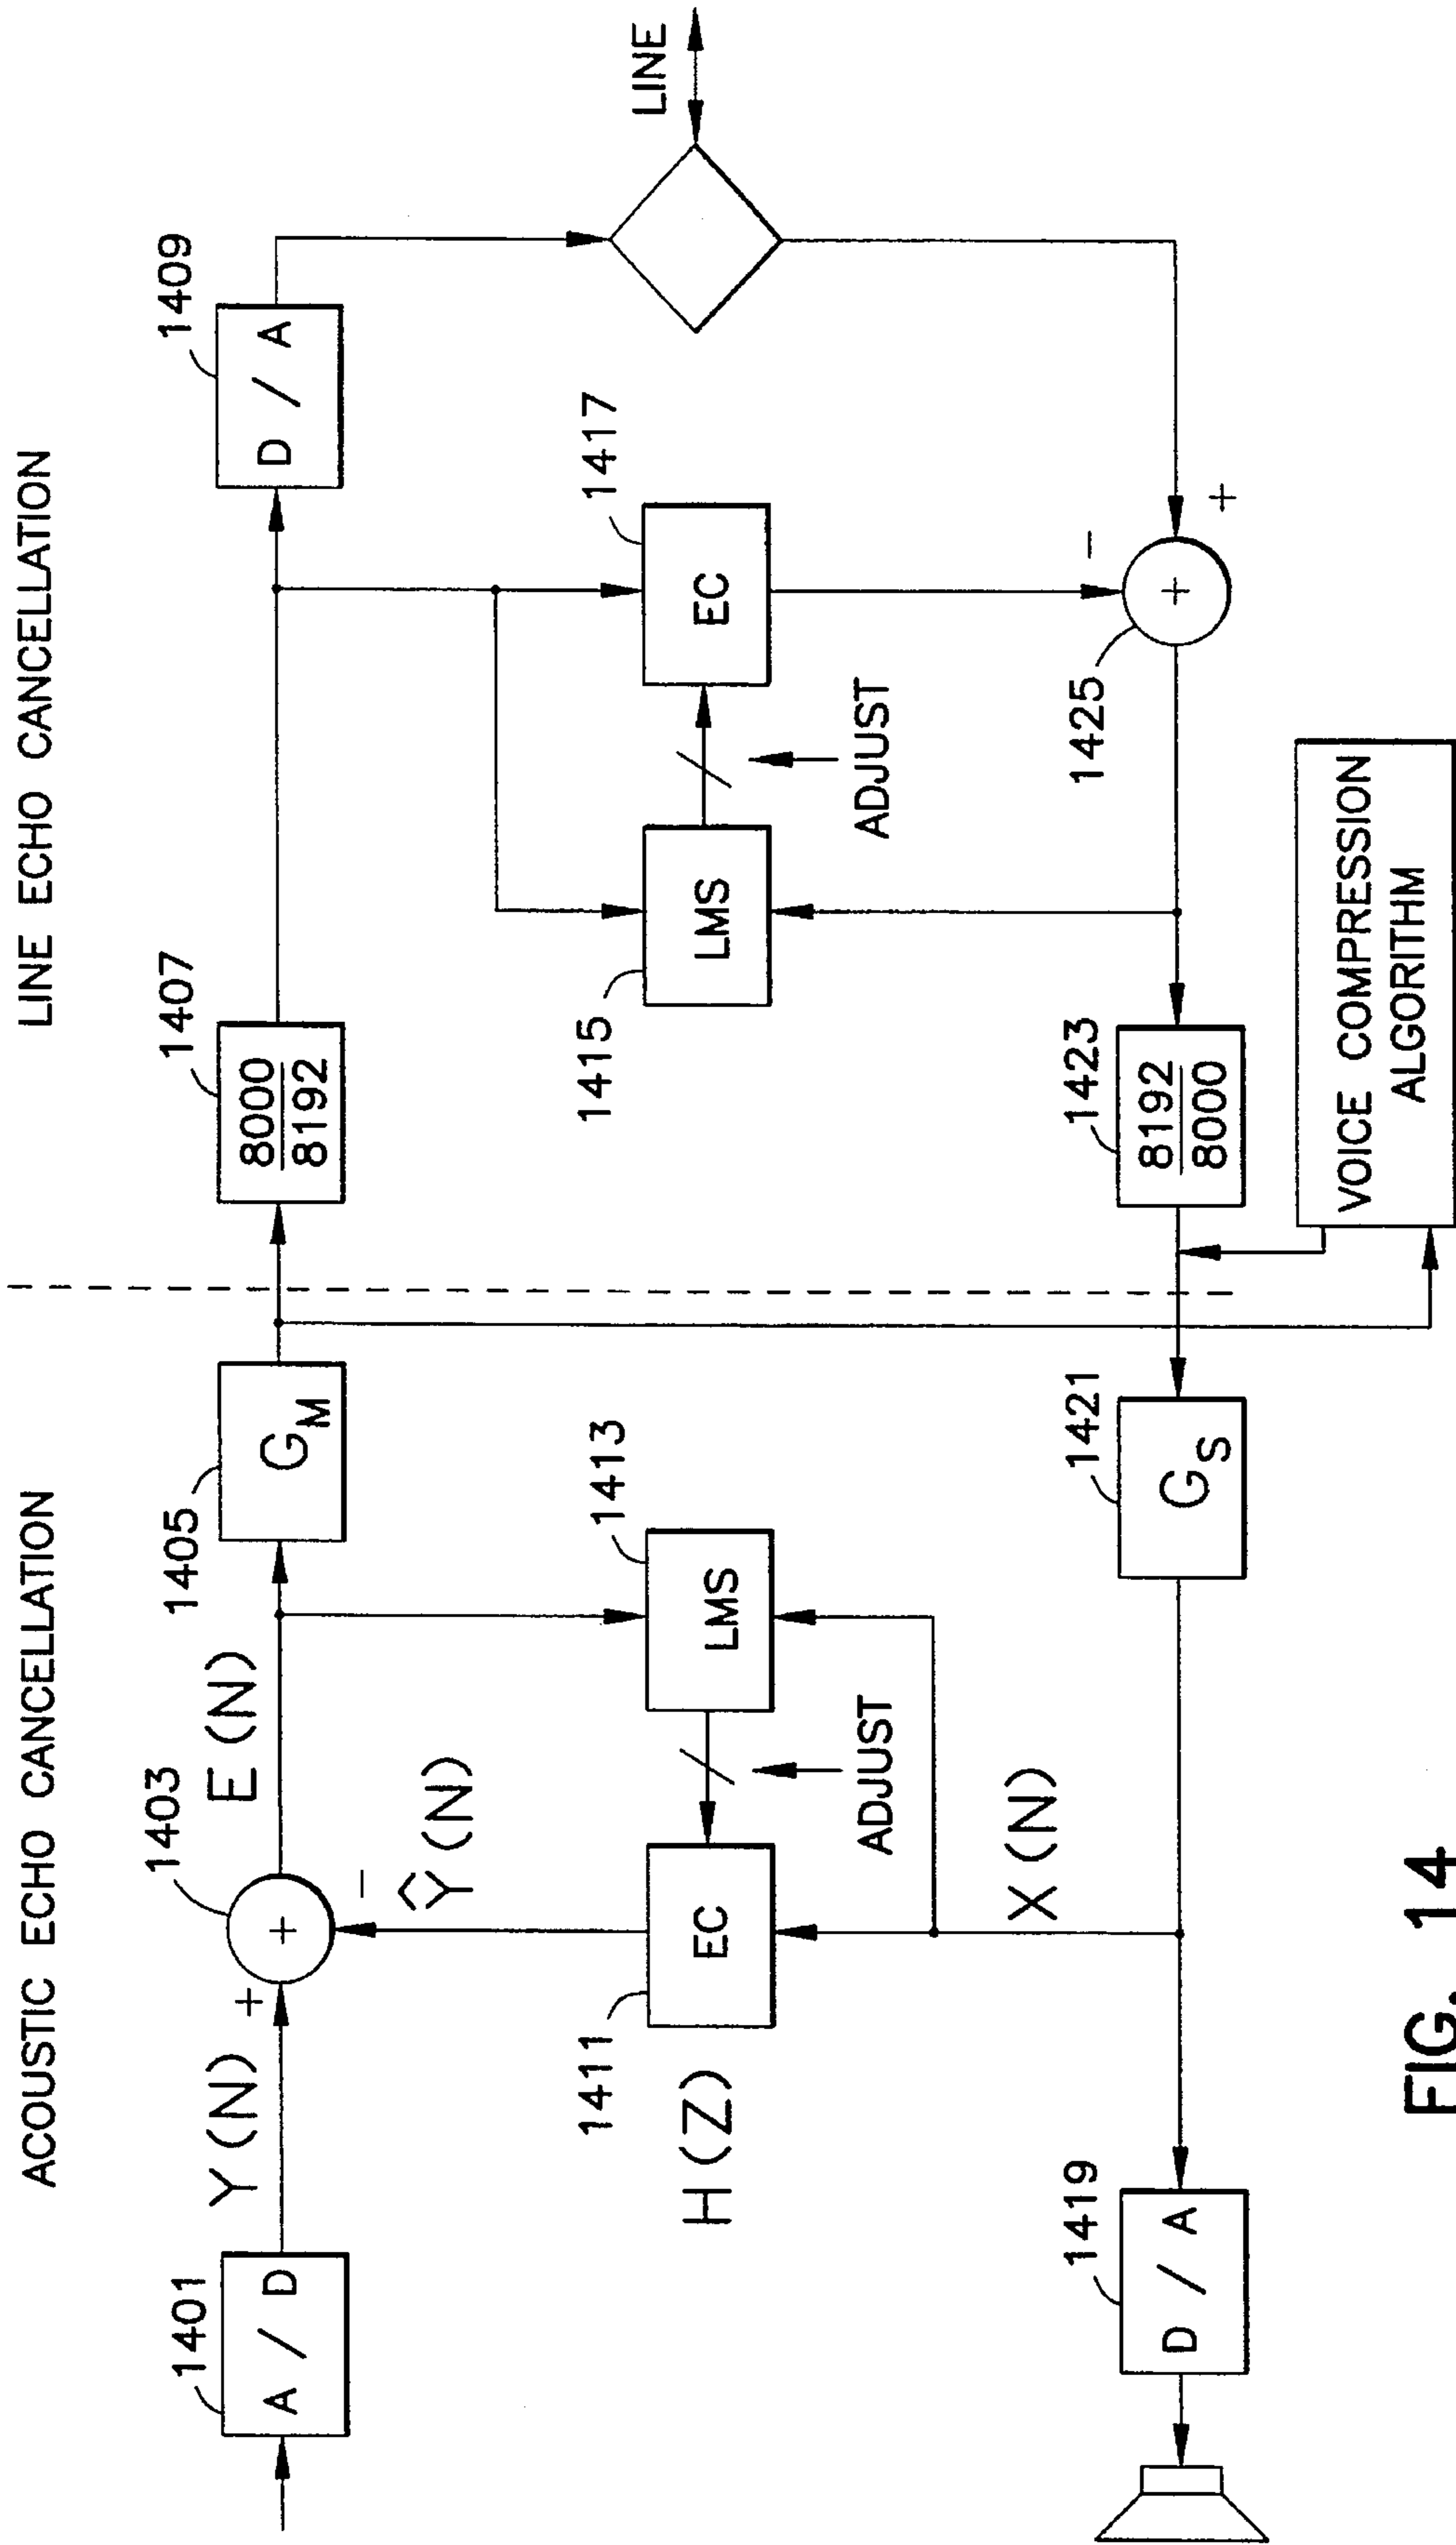 ACOUSTIC ECHO CANCELLATION
LINE ECHO CANCELLATION
1401
A / D
Y(N)
+
1403
+
-
Ŷ(N)
E(N)
1405
G_M
1407
8000
8192
1409
D / A
LINE
1411
EC
H(Z)
ADJUST
1413
LMS
1415
LMS
ADJUST
1417
EC
-
+
+
1425
X(N)
1419
D / A
1421
G_S
1423
8192
8000
VOICE COMPRESSION
ALGORITHM
FIG. 14